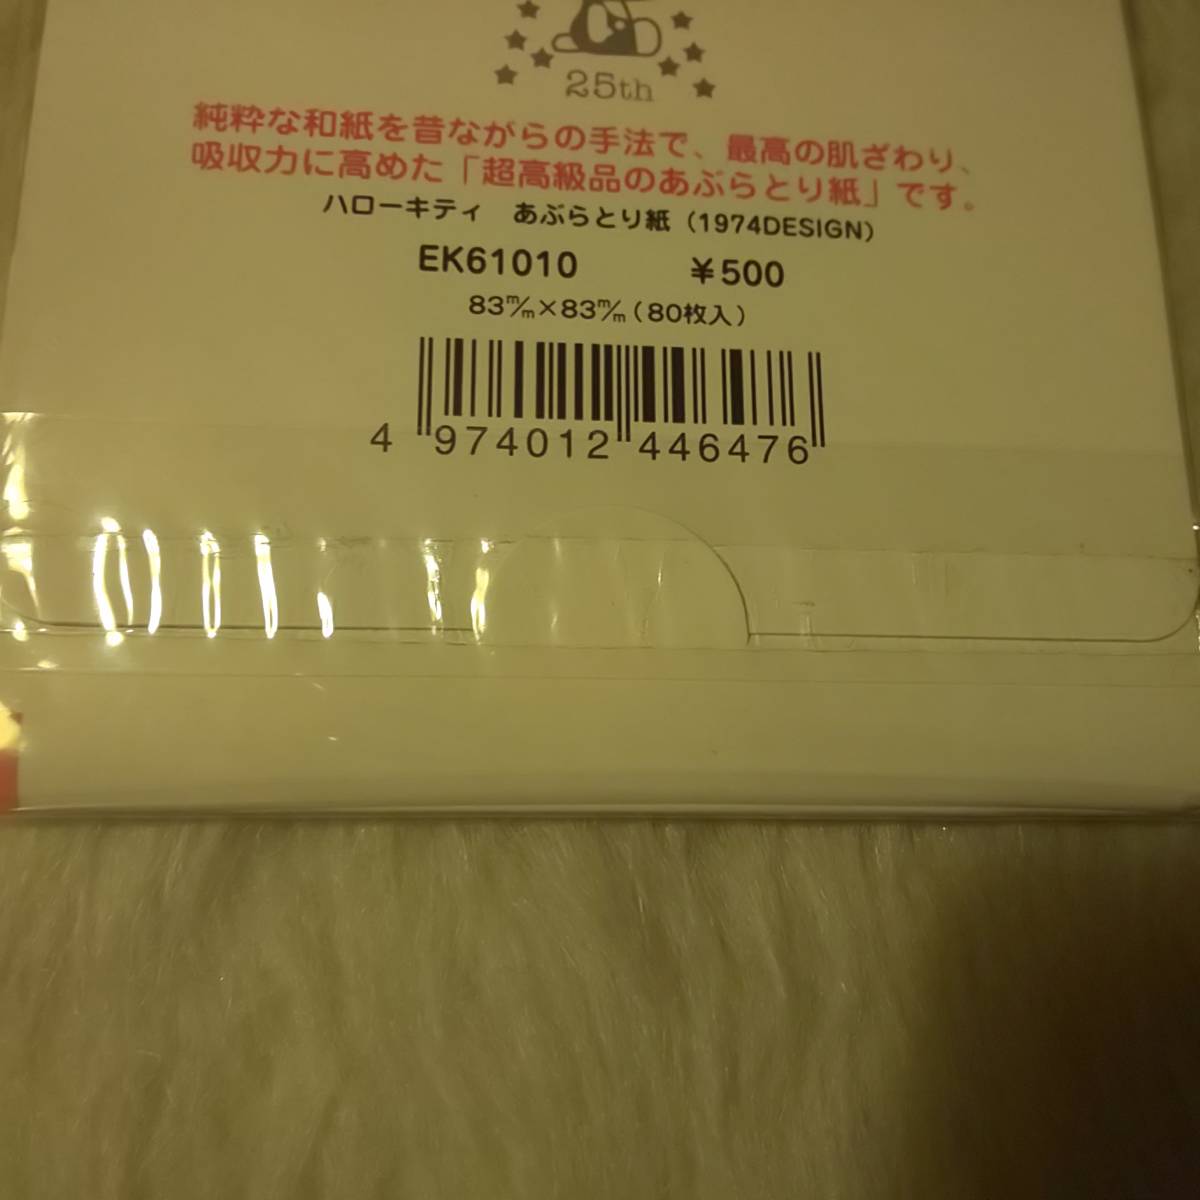 25th
純粋な和紙を昔ながらの手法で、最高の肌ざわり、
吸収力に高めた「超高級品のあぶらとり紙」です。
ハローキティ　あぶらとり紙(1974DESIGN)
EK61010　¥500
83m/m×83m/m(80枚入)
4 974012 446476